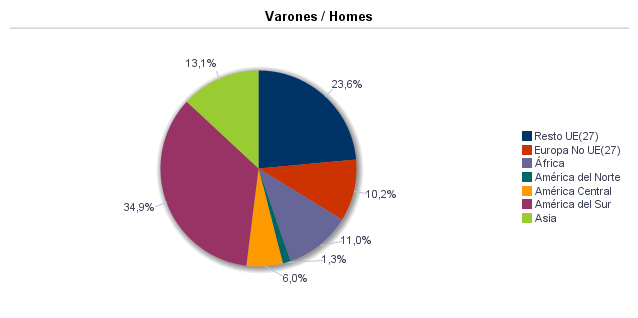 Varones / Homes
13,1%
23,6%
10,2%
11,0%
1,3%
6,0%
34,9%
Resto UE(27)
Europa No UE(27)
África
América del Norte
América Central
América del Sur
Asia